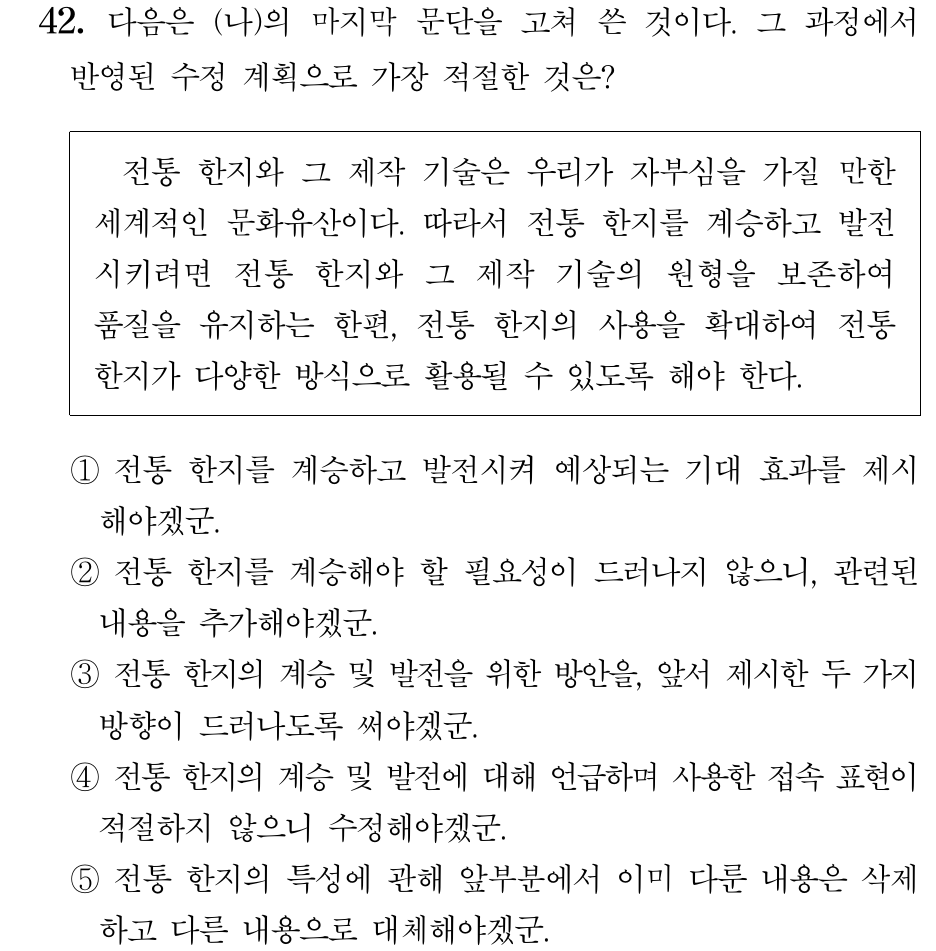 42. 다음은 (나)의 마지막 문단을 고쳐 쓴 것이다. 그 과정에서
반영된 수정 계획으로 가장 적절한 것은?
전통 한지와 그 제작 기술은 우리가 자부심을 가질 만한
세계적인 문화유산이다. 따라서 전통 한지를 계승하고 발전
시키려면 전통 한지와 그 제작 기술의 원형을 보존하여
품질을 유지하는 한편, 전통 한지의 사용을 확대하여 전통
한지가 다양한 방식으로 활용될 수 있도록 해야 한다.
① 전통 한지를 계승하고 발전시켜 예상되는 기대 효과를 제시
해야겠군.
② 전통 한지를 계승해야 할 필요성이 드러나지 않으니, 관련된
내용을 추가해야겠군.
③ 전통 한지의 계승 및 발전을 위한 방안을, 앞서 제시한 두 가지
방향이 드러나도록 써야겠군.
④ 전통 한지의 계승 및 발전에 대해 언급하며 사용한 접속 표현이
적절하지 않으니 수정해야겠군.
⑤ 전통 한지의 특성에 관해 앞부분에서 이미 다룬 내용은 삭제
하고 다른 내용으로 대체해야겠군.